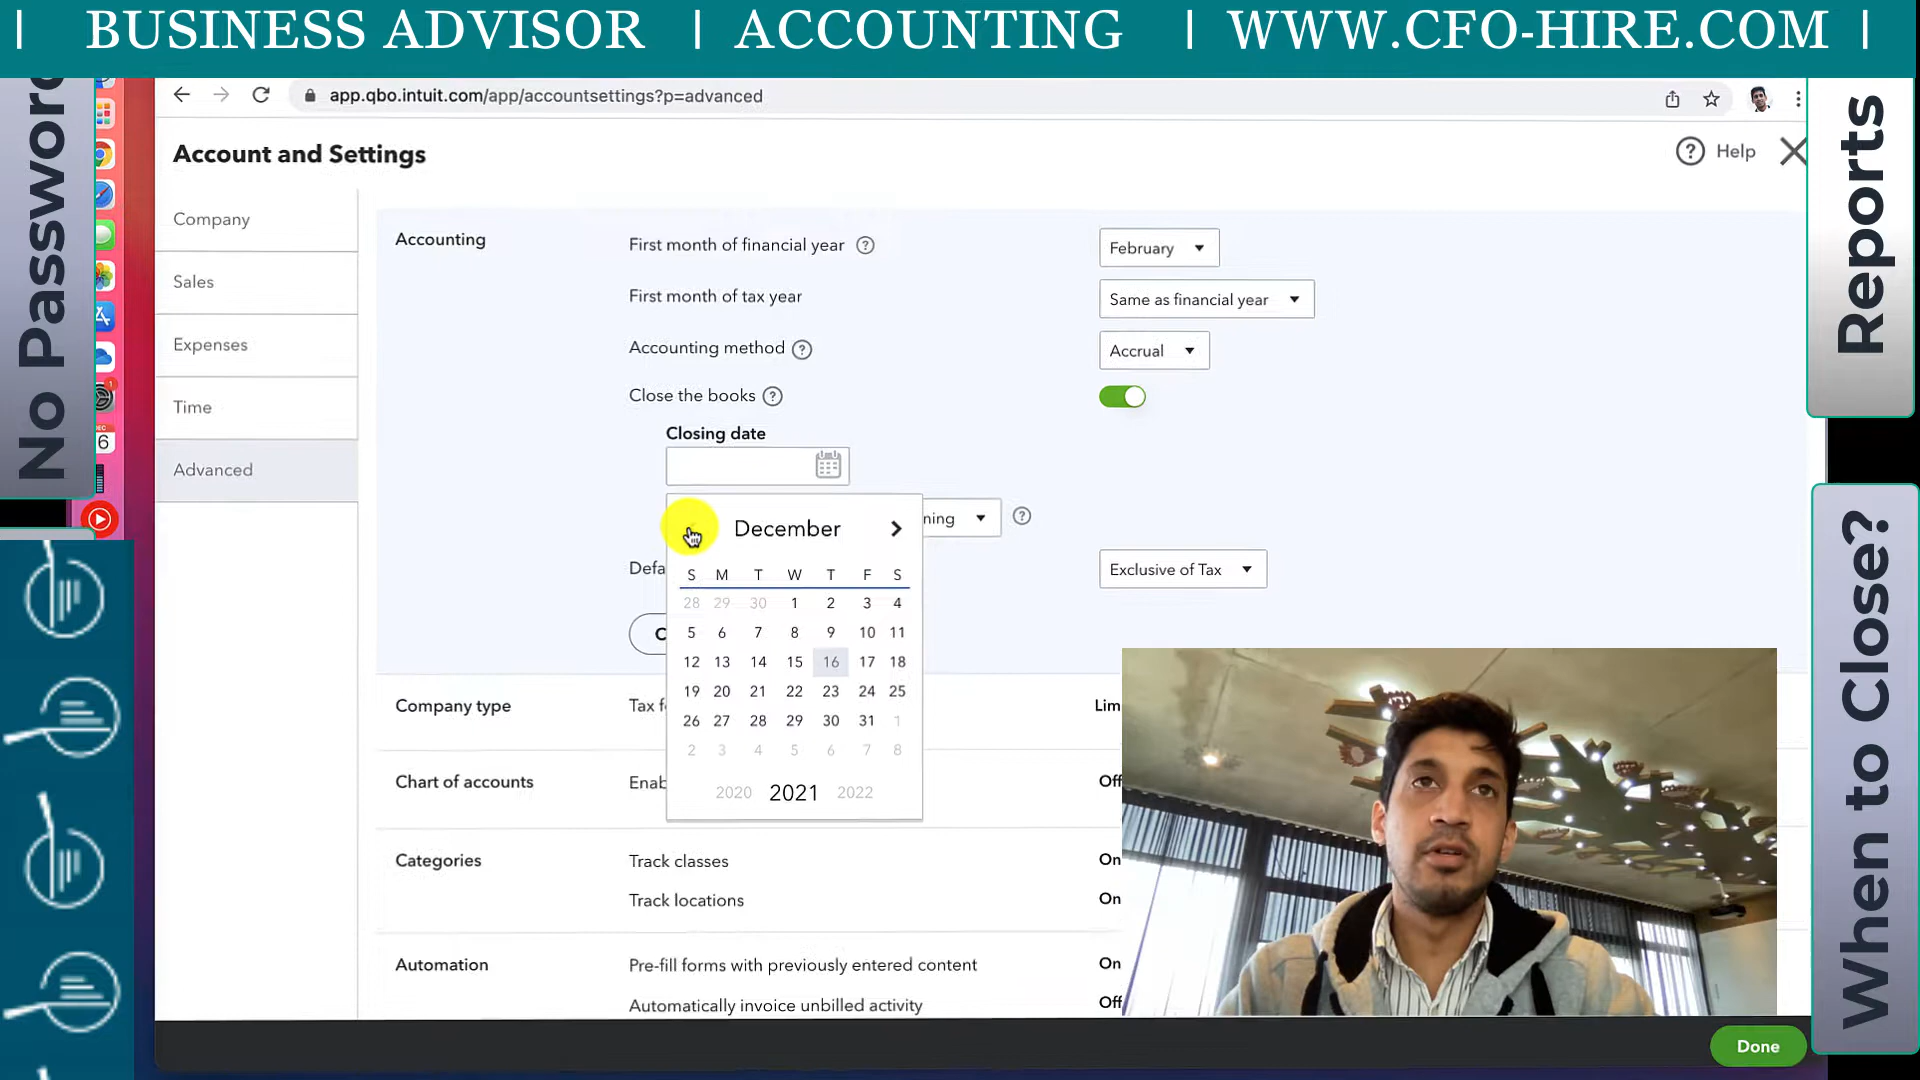 | BUSINESS ADVISOR | ACCOUNTING | WWW.CFO-HIRE.COM |
No Password
Reports
When to Close?
app.qbo.intuit.com/app/accountsettings?p=advanced
Account and Settings
Help
Company
Sales
Expenses
Time
Advanced
Accounting
First month of financial year
February
First month of tax year
Same as financial year
Accounting method
Accrual
Close the books
Closing date
ning
December
S M T W T F S
28 29 30 1 2 3 4
5 6 7 8 9 10 11
12 13 14 15 16 17 18
19 20 21 22 23 24 25
26 27 28 29 30 31 1
2 3 4 5 6 7 8
2020 2021 2022
Defa
Exclusive of Tax
C
Company type
Tax f
Lim
Chart of accounts
Enab
Off
Categories
Track classes
On
Track locations
On
Automation
Pre-fill forms with previously entered content
On
Automatically invoice unbilled activity
Off
Done